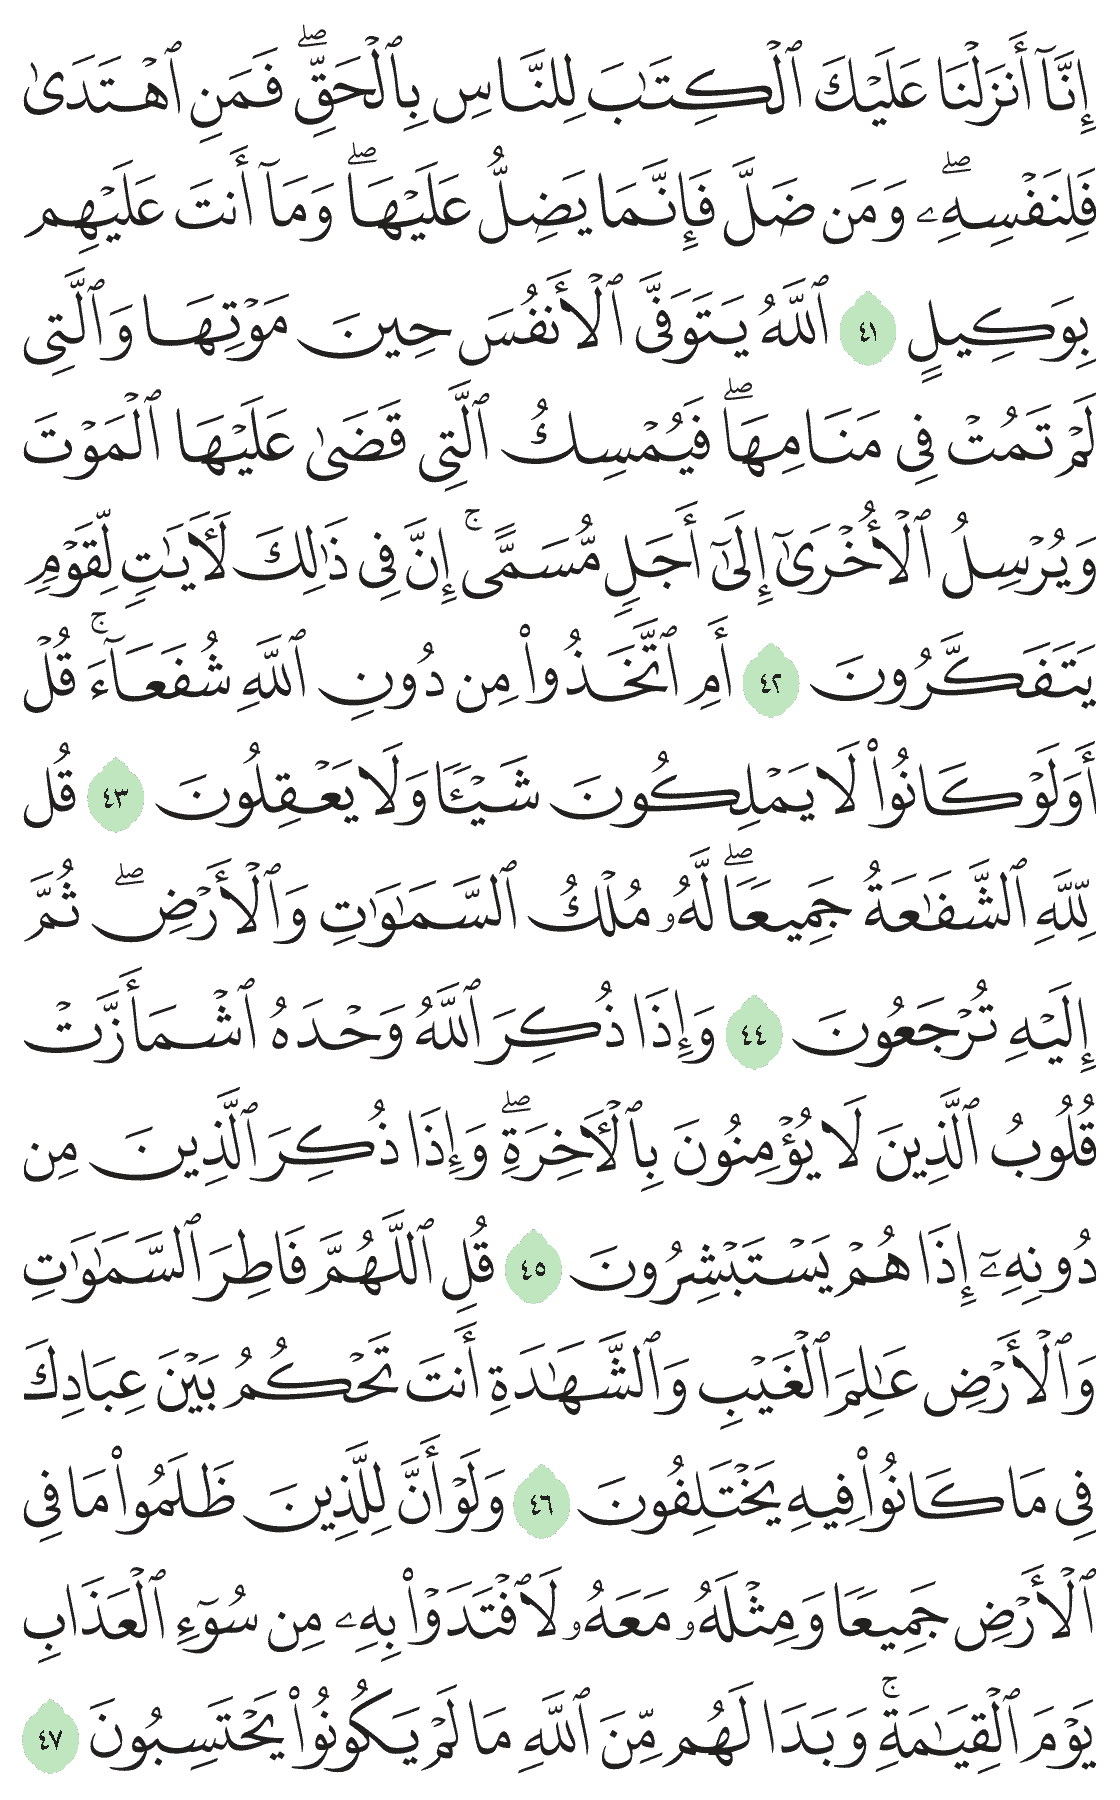 إِنَّآ أَنزَلۡنَا عَلَيۡكَ ٱلۡكِتَٰبَ لِلنَّاسِ بِٱلۡحَقِّۖ فَمَنِ ٱهۡتَدَىٰ
فَلِنَفۡسِهِۦۖ وَمَن ضَلَّ فَإِنَّمَا يَضِلُّ عَلَيۡهَاۖ وَمَآ أَنتَ عَلَيۡهِم
بِوَكِيلٍ ٤١ ٱللَّهُ يَتَوَفَّى ٱلۡأَنفُسَ حِينَ مَوۡتِهَا وَٱلَّتِي
لَمۡ تَمُتۡ فِي مَنَامِهَاۖ فَيُمۡسِكُ ٱلَّتِي قَضَىٰ عَلَيۡهَا ٱلۡمَوۡتَ
وَيُرۡسِلُ ٱلۡأُخۡرَىٰٓ إِلَىٰٓ أَجَلٖ مُّسَمًّىۚ إِنَّ فِي ذَٰلِكَ لَأٓيَٰتٖ لِّقَوۡمٖ
يَتَفَكَّرُونَ ٤٢ أَمِ ٱتَّخَذُواْ مِن دُونِ ٱللَّهِ شُفَعَآءَۚ قُلۡ
أَوَلَوۡ كَانُواْ لَا يَمۡلِكُونَ شَيۡـٔٗا وَلَا يَعۡقِلُونَ ٤٣ قُل
لِّلَّهِ ٱلشَّفَٰعَةُ جَمِيعٗاۖ لَّهُۥ مُلۡكُ ٱلسَّمَٰوَٰتِ وَٱلۡأَرۡضِۖ ثُمَّ
إِلَيۡهِ تُرۡجَعُونَ ٤٤ وَإِذَا ذُكِرَ ٱللَّهُ وَحۡدَهُ ٱشۡمَأَزَّتۡ
قُلُوبُ ٱلَّذِينَ لَا يُؤۡمِنُونَ بِٱلۡأٓخِرَةِۖ وَإِذَا ذُكِرَ ٱلَّذِينَ مِن
دُونِهِۦٓ إِذَا هُمۡ يَسۡتَبۡشِرُونَ ٤٥ قُلِ ٱللَّهُمَّ فَاطِرَ ٱلسَّمَٰوَٰتِ
وَٱلۡأَرۡضِ عَٰلِمَ ٱلۡغَيۡبِ وَٱلشَّهَٰدَةِ أَنتَ تَحۡكُمُ بَيۡنَ عِبَادِكَ
فِي مَا كَانُواْ فِيهِ يَخۡتَلِفُونَ ٤٦ وَلَوۡ أَنَّ لِلَّذِينَ ظَلَمُواْ مَا فِي
ٱلۡأَرۡضِ جَمِيعٗا وَمِثۡلَهُۥ مَعَهُۥ لَٱفۡتَدَوۡاْ بِهِۦ مِن سُوٓءِ ٱلۡعَذَابِ
يَوۡمَ ٱلۡقِيَٰمَةِۚ وَبَدَا لَهُم مِّنَ ٱللَّهِ مَا لَمۡ يَكُونُواْ يَحۡتَسِبُونَ ٤٧